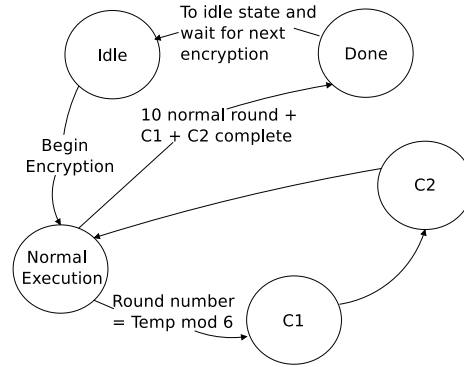 To idle state and
wait for next
encryption
Idle
Done
10 normal round +
C1 + C2 complete
Begin
Encryption
C2
Normal
Execution
Round number
= Temp mod 6
C1